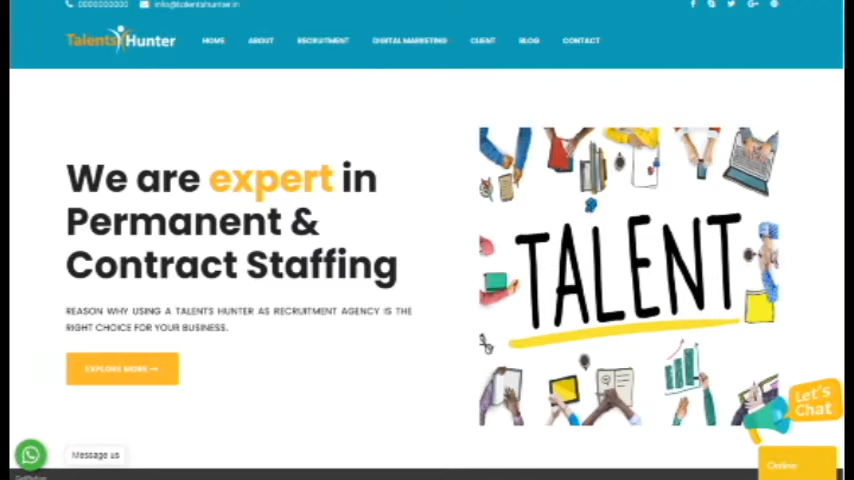 0000000000 info@talentshunter.in
Talents Hunter HOME ABOUT RECRUITMENT DIGITAL MARKETING CLIENT BLOG CONTACT
We are expert in
Permanent &
Contract Staffing
REASON WHY USING A TALENTS HUNTER AS RECRUITMENT AGENCY IS THE
RIGHT CHOICE FOR YOUR BUSINESS.
EXPLORE MORE
TALENT
Let's
Chat
Message us
Online